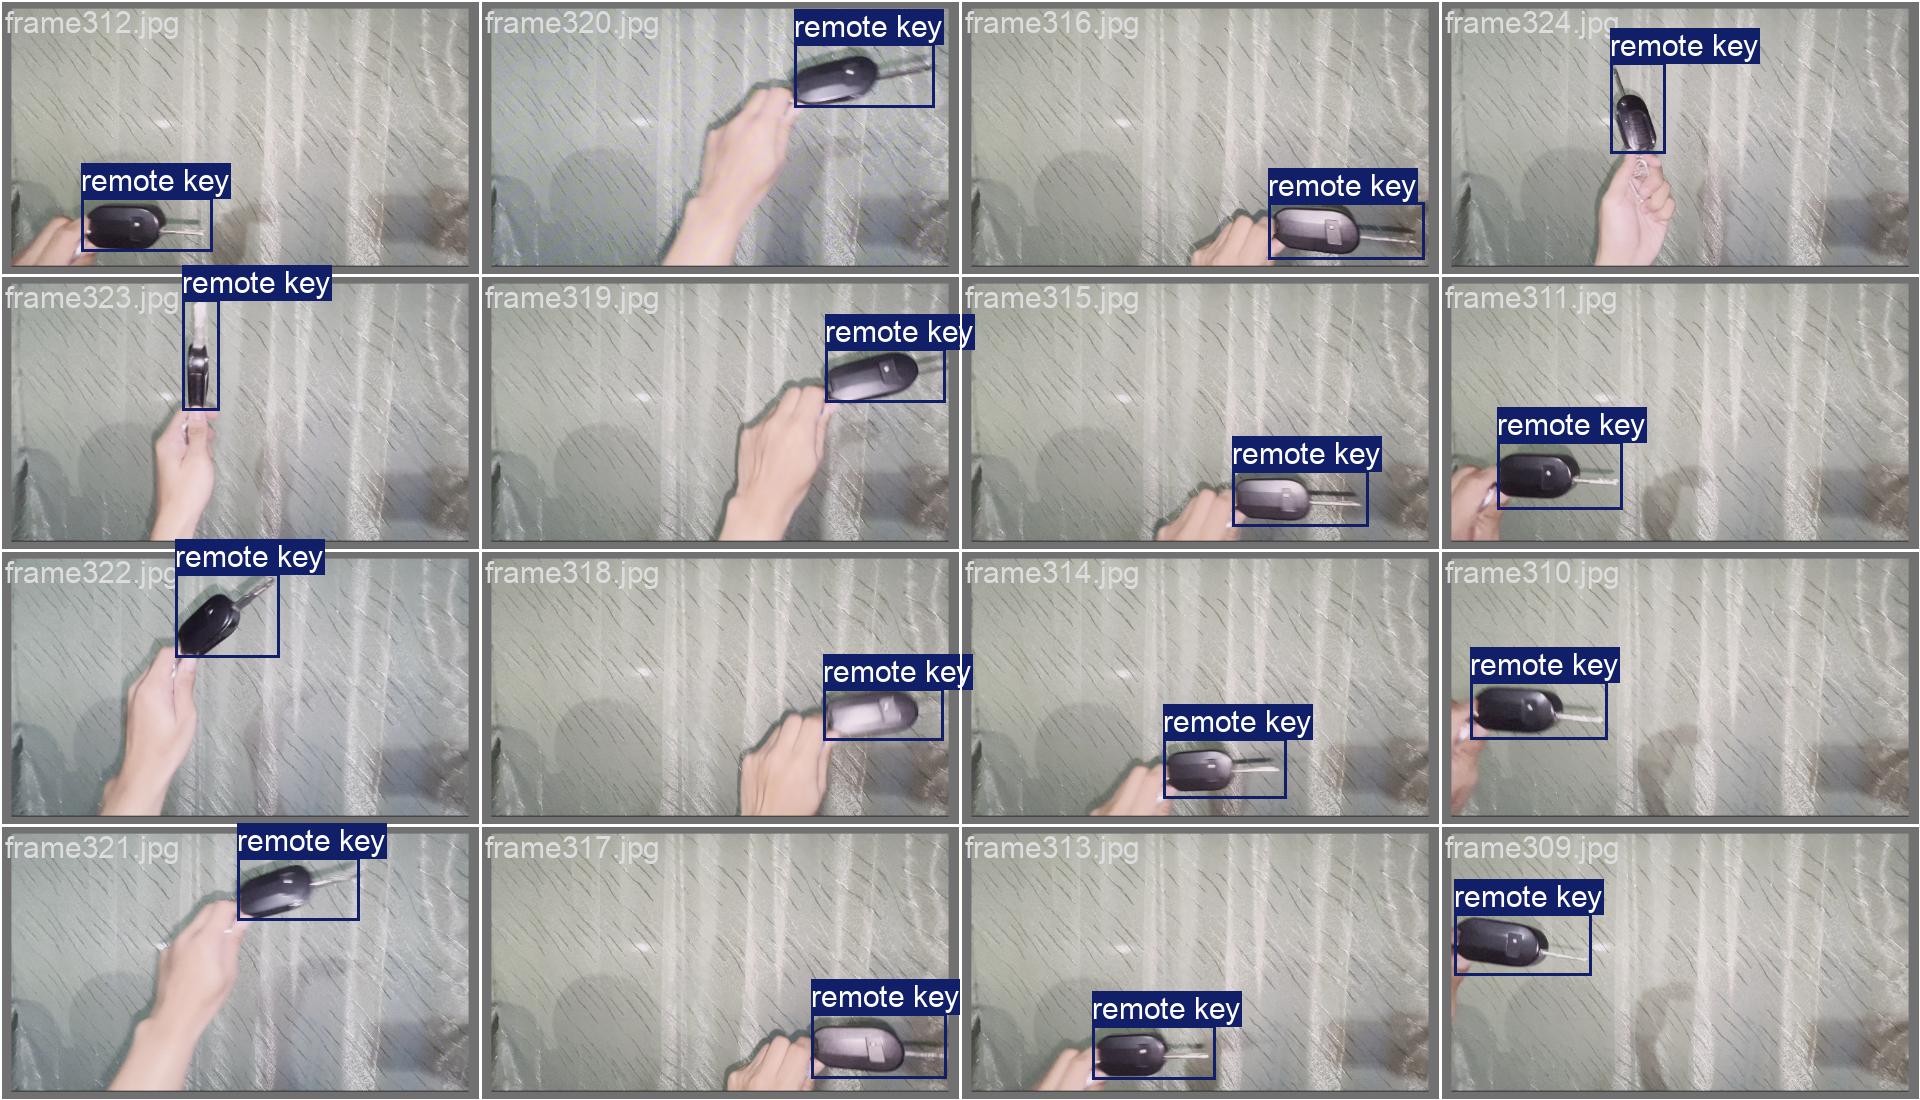 frame312.jpg
remote key
frame320.jpg
remote key
frame316.jpg
remote key
frame324.jpg
remote key
frame323.jpg
remote key
frame319.jpg
remote key
frame315.jpg
remote key
frame311.jpg
remote key
frame322.jpg
remote key
frame318.jpg
remote key
frame314.jpg
remote key
frame310.jpg
remote key
frame321.jpg
remote key
frame317.jpg
remote key
frame313.jpg
remote key
frame309.jpg
remote key